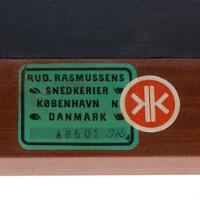 RUD. RASMUSSENS
SNEDKERIER
KØBENHAVN N
DANMARK